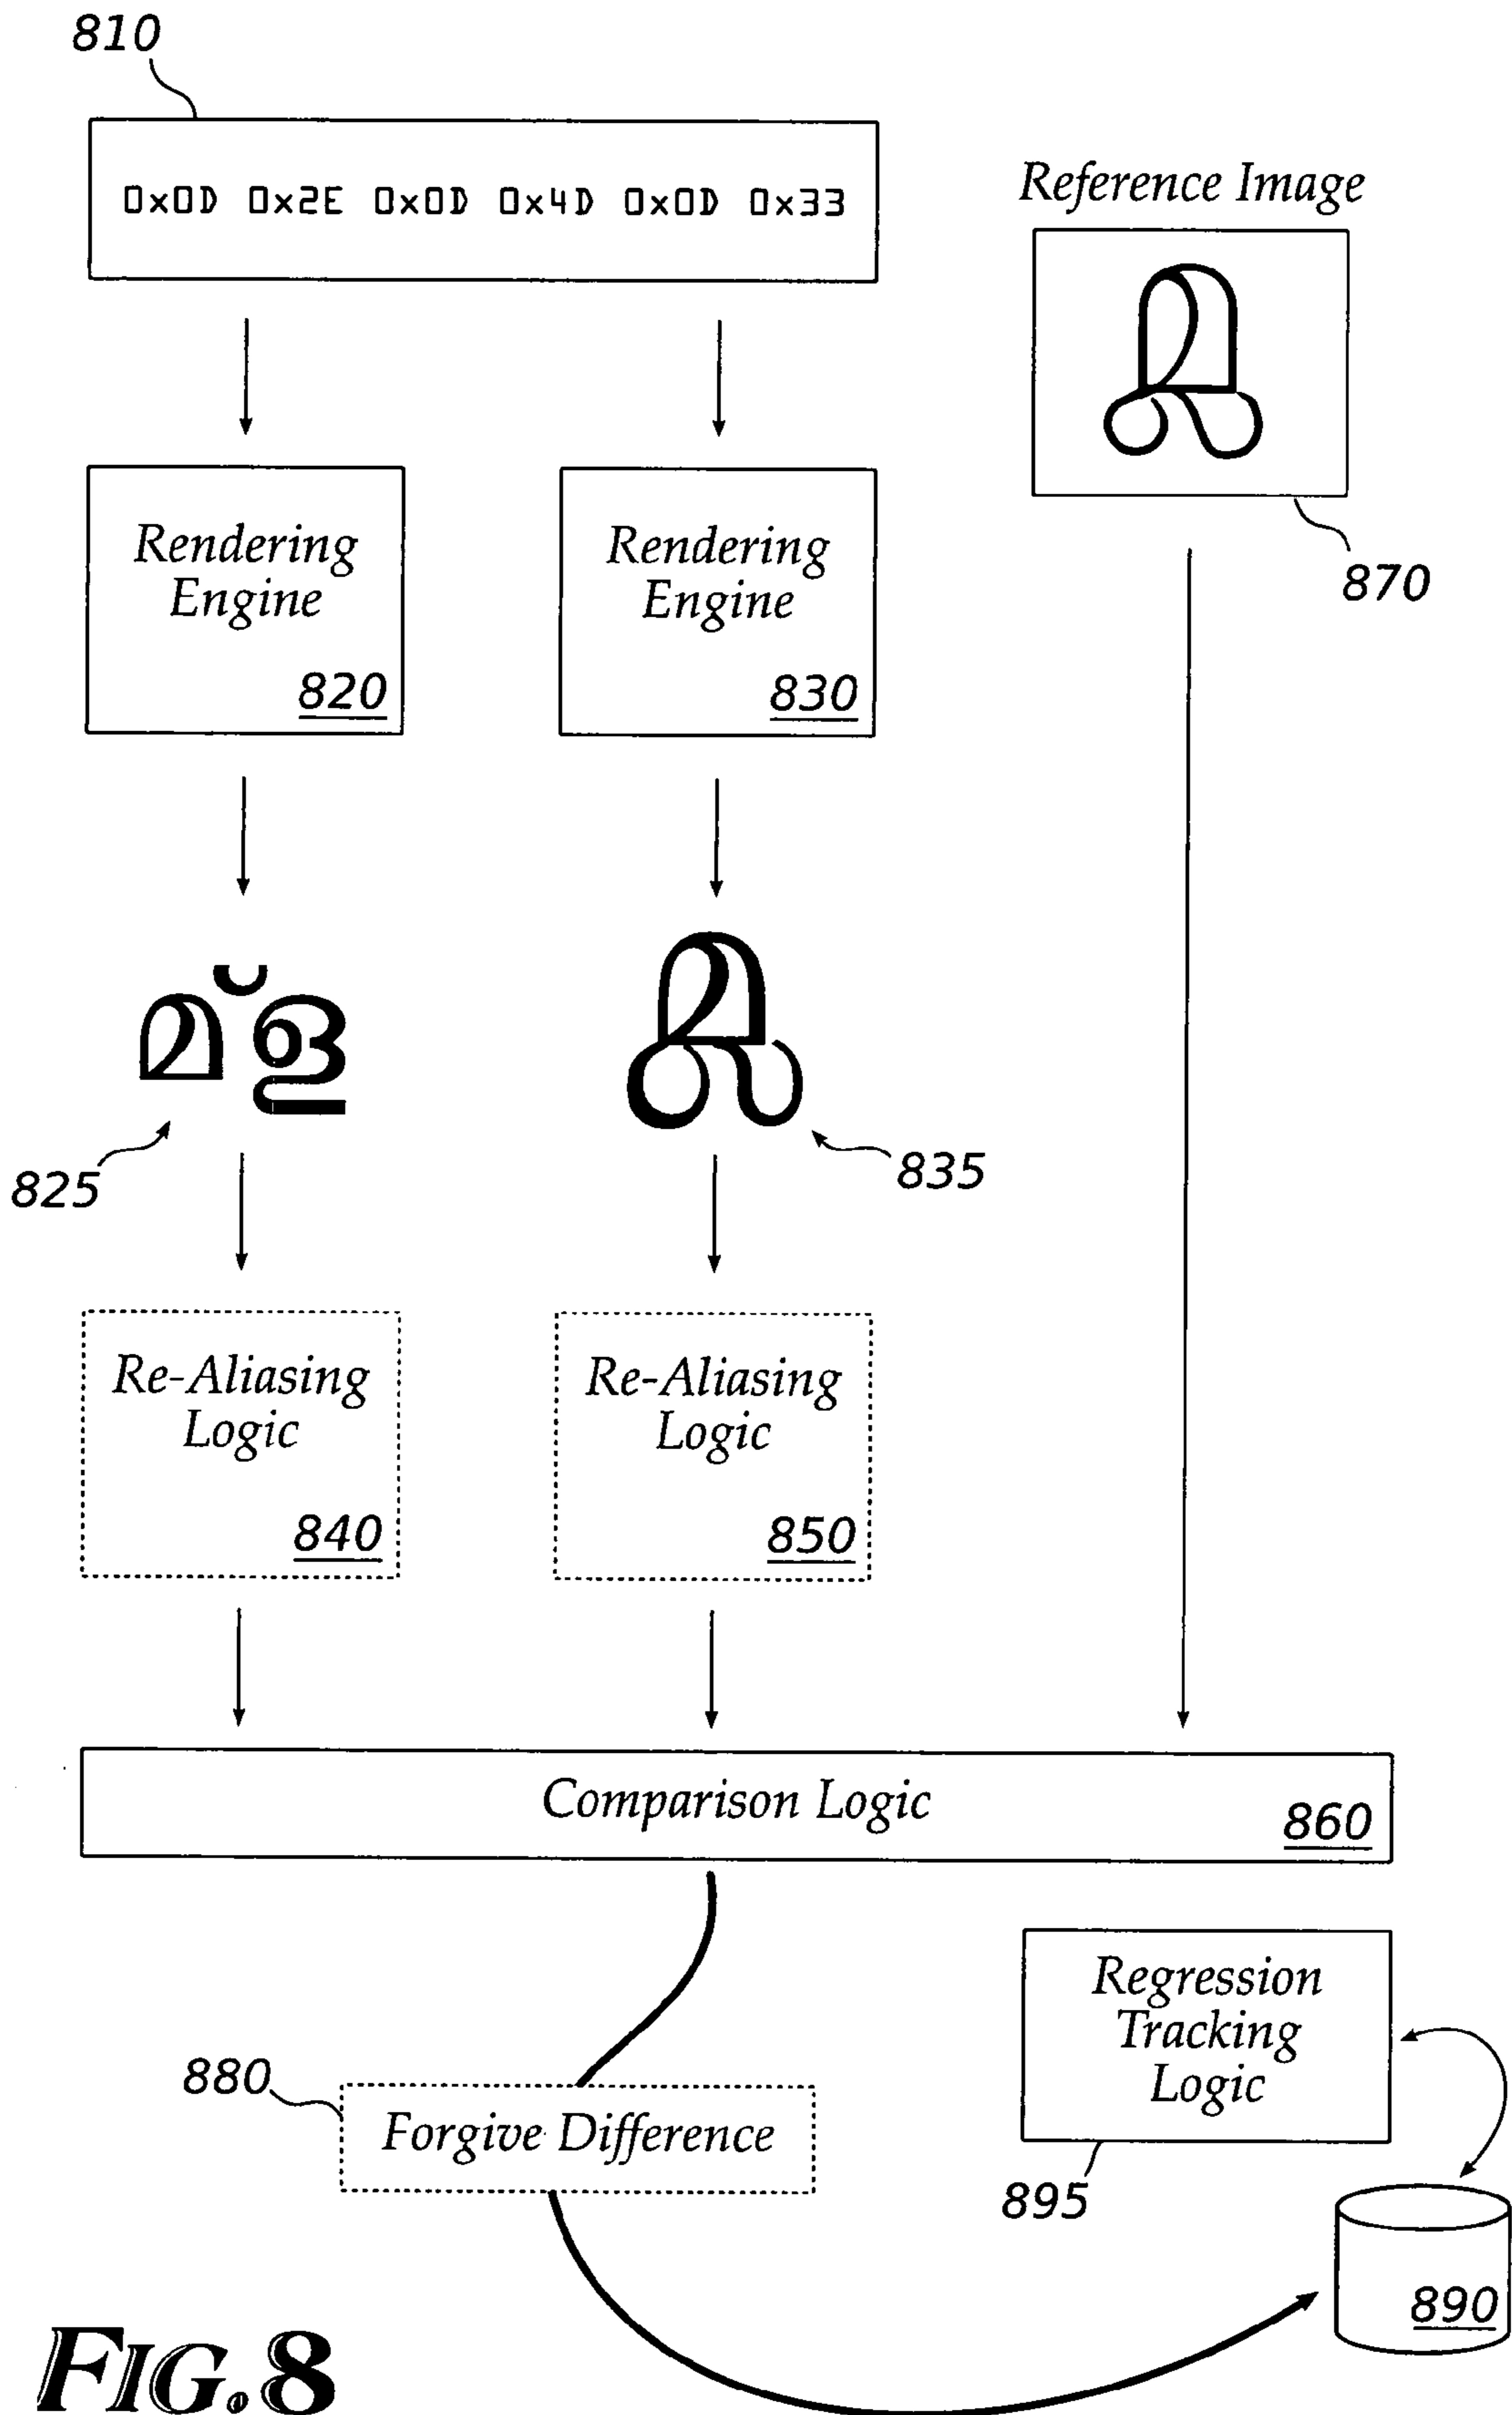 810
0x0D 0x2E 0x0D 0x4D 0x0D 0x33
Reference Image
മ്ള
870
Rendering
Engine
820
Rendering
Engine
830
മ്‌ള
825
മ്ള
835
Re-Aliasing
Logic
840
Re-Aliasing
Logic
850
Comparison Logic
860
Regression
Tracking
Logic
895
880
Forgive Difference
890
FIG. 8